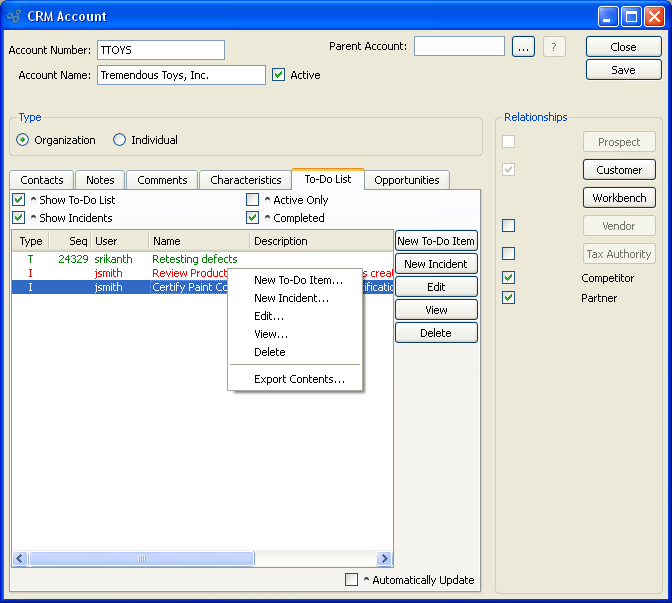 CRM Account
Account Number: TTOYS
Parent Account: ... ? Close
Account Name: Tremendous Toys, Inc. Active
Save
Type
Organization Individual
Relationships
Prospect
Customer
Workbench
Vendor
Tax Authority
Competitor
Partner
Contacts Notes Comments Characteristics To-Do List Opportunities
^ Show To-Do List ^ Active Only
^ Show Incidents ^ Completed
Type Seq User Name Description
T 24329 srikanth Retesting defects
I jsmith Review Product
I jsmith Certify Paint
New To-Do Item
New Incident
Edit
View
Delete
New To-Do Item...
New Incident...
Edit...
View...
Delete
Export Contents...
^ Automatically Update